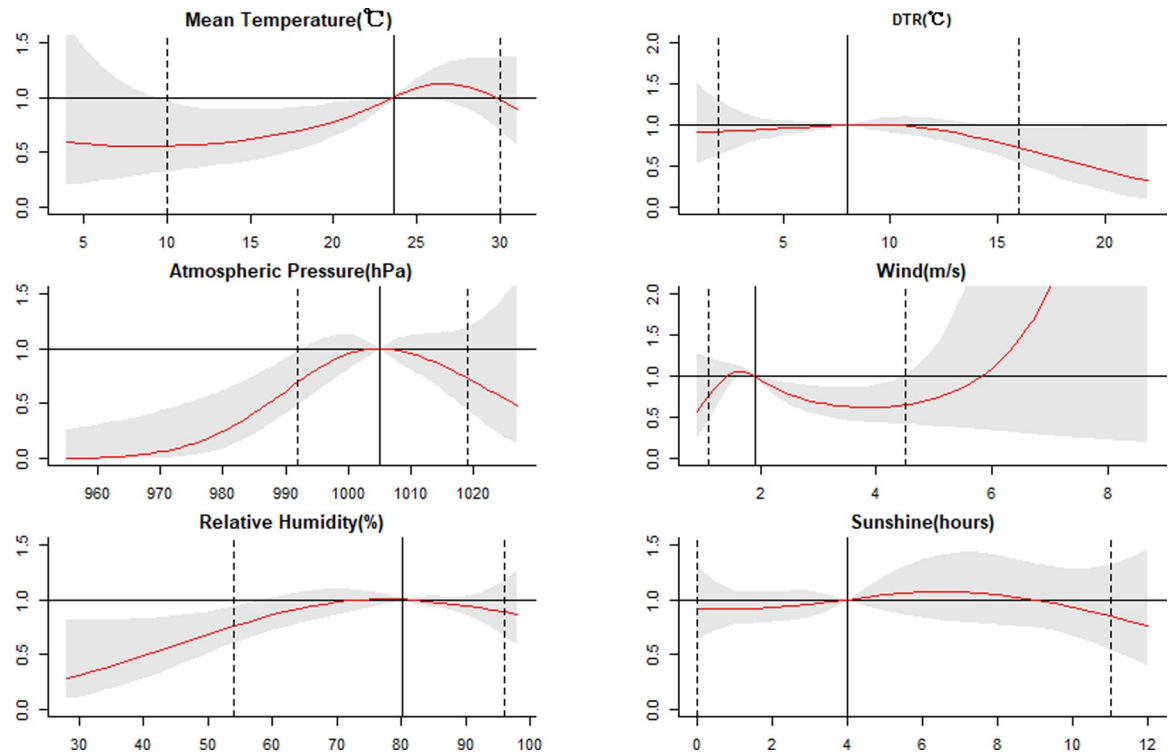 Mean Temperature(℃)
0.0 0.5 1.0 1.5
5 10 15 20 25 30
DTR(℃)
0.0 0.5 1.0 1.5 2.0
5 10 15 20
Atmospheric Pressure(hPa)
0.0 0.5 1.0 1.5
960 970 980 990 1000 1010 1020
Wind(m/s)
0.0 0.5 1.0 1.5 2.0
2 4 6 8
Relative Humidity(%)
0.0 0.5 1.0 1.5
30 40 50 60 70 80 90 100
Sunshine(hours)
0.0 0.5 1.0 1.5
0 2 4 6 8 10 12